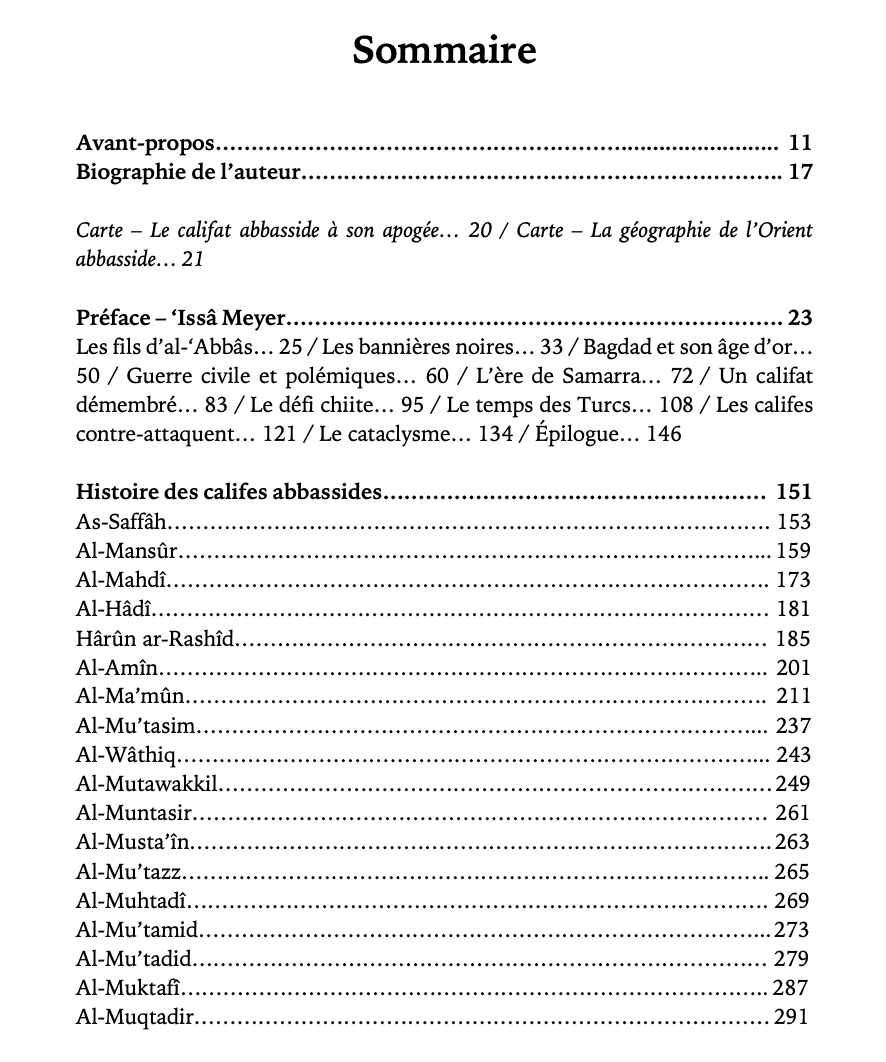 Sommaire
Avant-propos........................................................................ 11
Biographie de l’auteur........................................................... 17
Carte – Le califat abbasside à son apogée… 20 / Carte – La géographie de l’Orient
abbasside… 21
Préface – ‘Issâ Meyer............................................................. 23
Les fils d’al-‘Abbâs… 25 / Les bannières noires… 33 / Bagdad et son âge d’or…
50 / Guerre civile et polémiques… 60 / L’ère de Samarra… 72 / Un califat
démembré… 83 / Le défi chiite… 95 / Le temps des Turcs… 108 / Les califes
contre-attaquent… 121 / Le cataclysme… 134 / Épilogue… 146
Histoire des califes abbassides................................................ 151
As-Saffâh............................................................................ 153
Al-Mansûr........................................................................... 159
Al-Mahdî............................................................................ 173
Al-Hâdî.............................................................................. 181
Hârûn ar-Rashîd................................................................... 185
Al-Amîn............................................................................. 201
Al-Ma’mûn.......................................................................... 211
Al-Mu’tasim........................................................................ 237
Al-Wâthiq........................................................................... 243
Al-Mutawakkil..................................................................... 249
Al-Muntasir......................................................................... 261
Al-Musta’în......................................................................... 263
Al-Mu’tazz.......................................................................... 265
Al-Muhtadî.......................................................................... 269
Al-Mu’tamid........................................................................ 273
Al-Mu’tadid......................................................................... 279
Al-Muktafî.......................................................................... 287
Al-Muqtadir......................................................................... 291